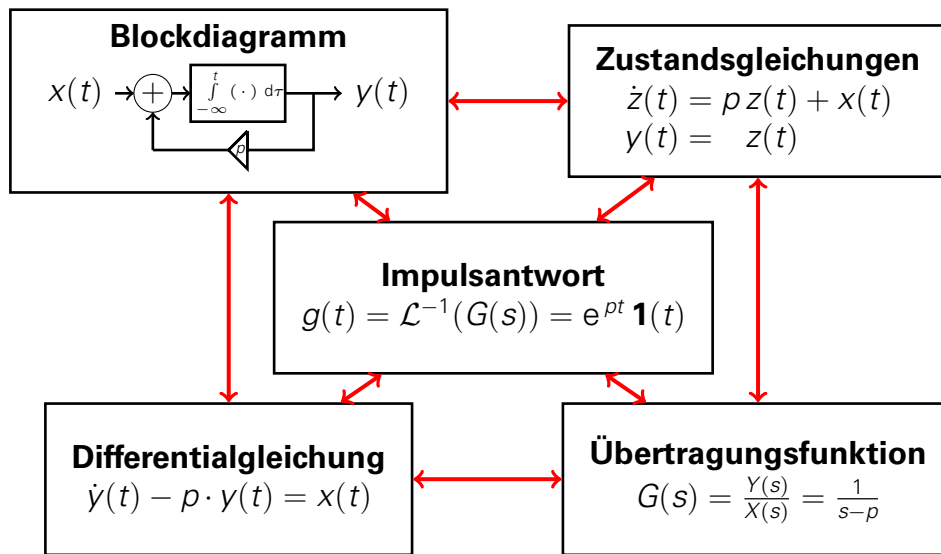 Blockdiagramm
x(t) + ∫_{-∞}^{t} (·) dτ y(t)
p
Zustandsgleichungen
ż(t) = p z(t) + x(t)
y(t) = z(t)
Impulsantwort
g(t) = ℒ⁻¹(G(s)) = e^{pt} 𝟏(t)
Differentialgleichung
ẏ(t) − p · y(t) = x(t)
Übertragungsfunktion
G(s) = Y(s)/X(s) = 1/(s−p)